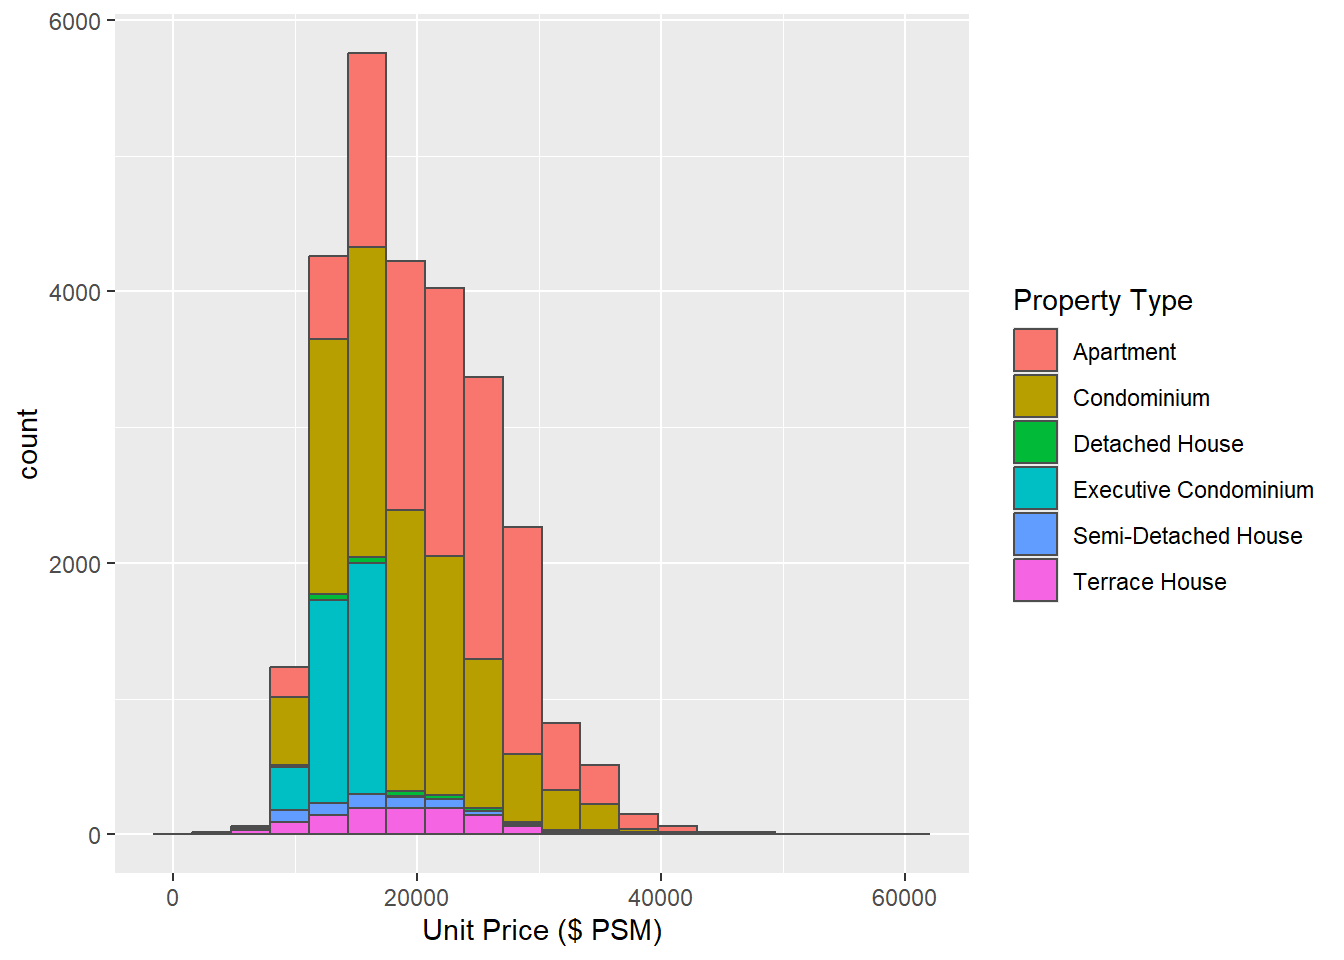 6000
4000
2000
0
count
0
20000
40000
60000
Unit Price ($ PSM)
Property Type
Apartment
Condominium
Detached House
Executive Condominium
Semi-Detached House
Terrace House